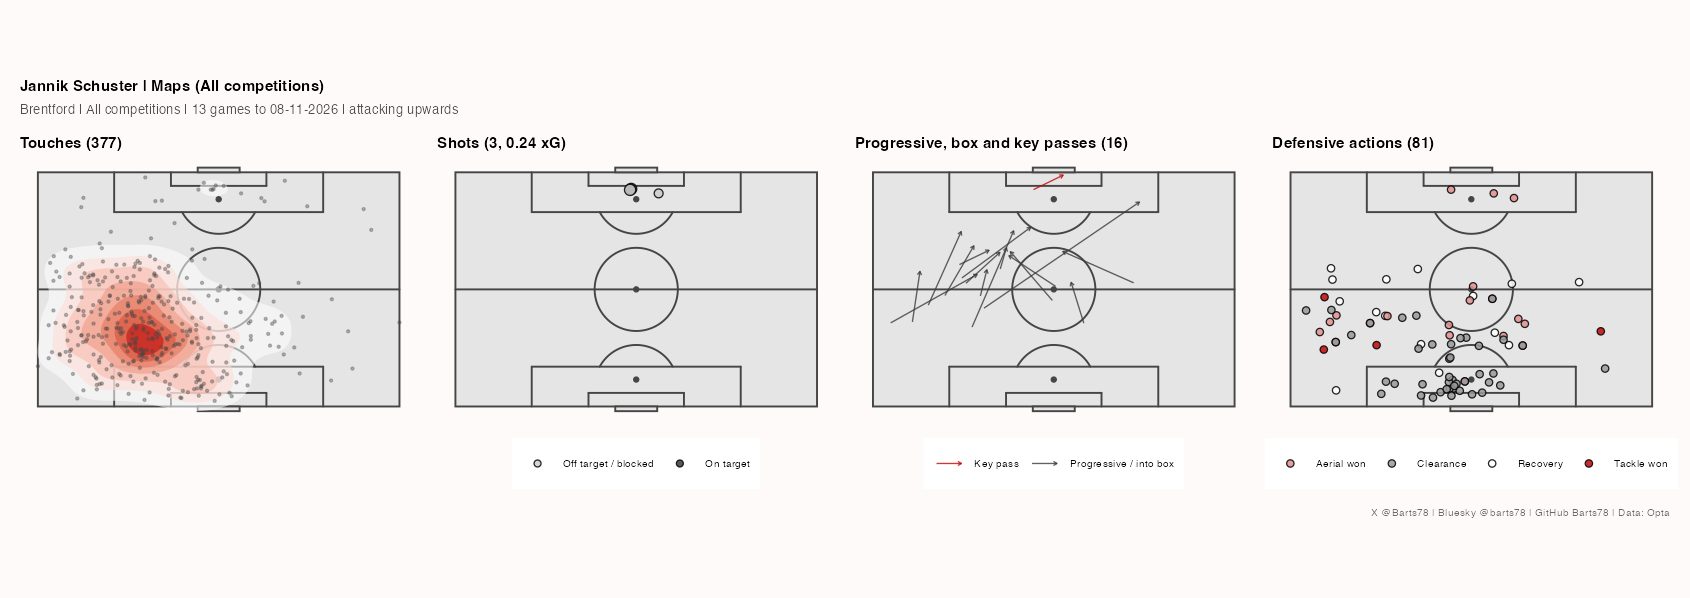 Jannik Schuster | Maps (All competitions)
Brentford | All competitions | 13 games to 08-11-2026 | attacking upwards
Touches (377)
Shots (3, 0.24 xG)
Progressive, box and key passes (16)
Defensive actions (81)
Off target / blocked
On target
Key pass
Progressive / into box
Aerial won
Clearance
Recovery
Tackle won
X @Barts78 | Bluesky @barts78 | GitHub Barts78 | Data: Opta